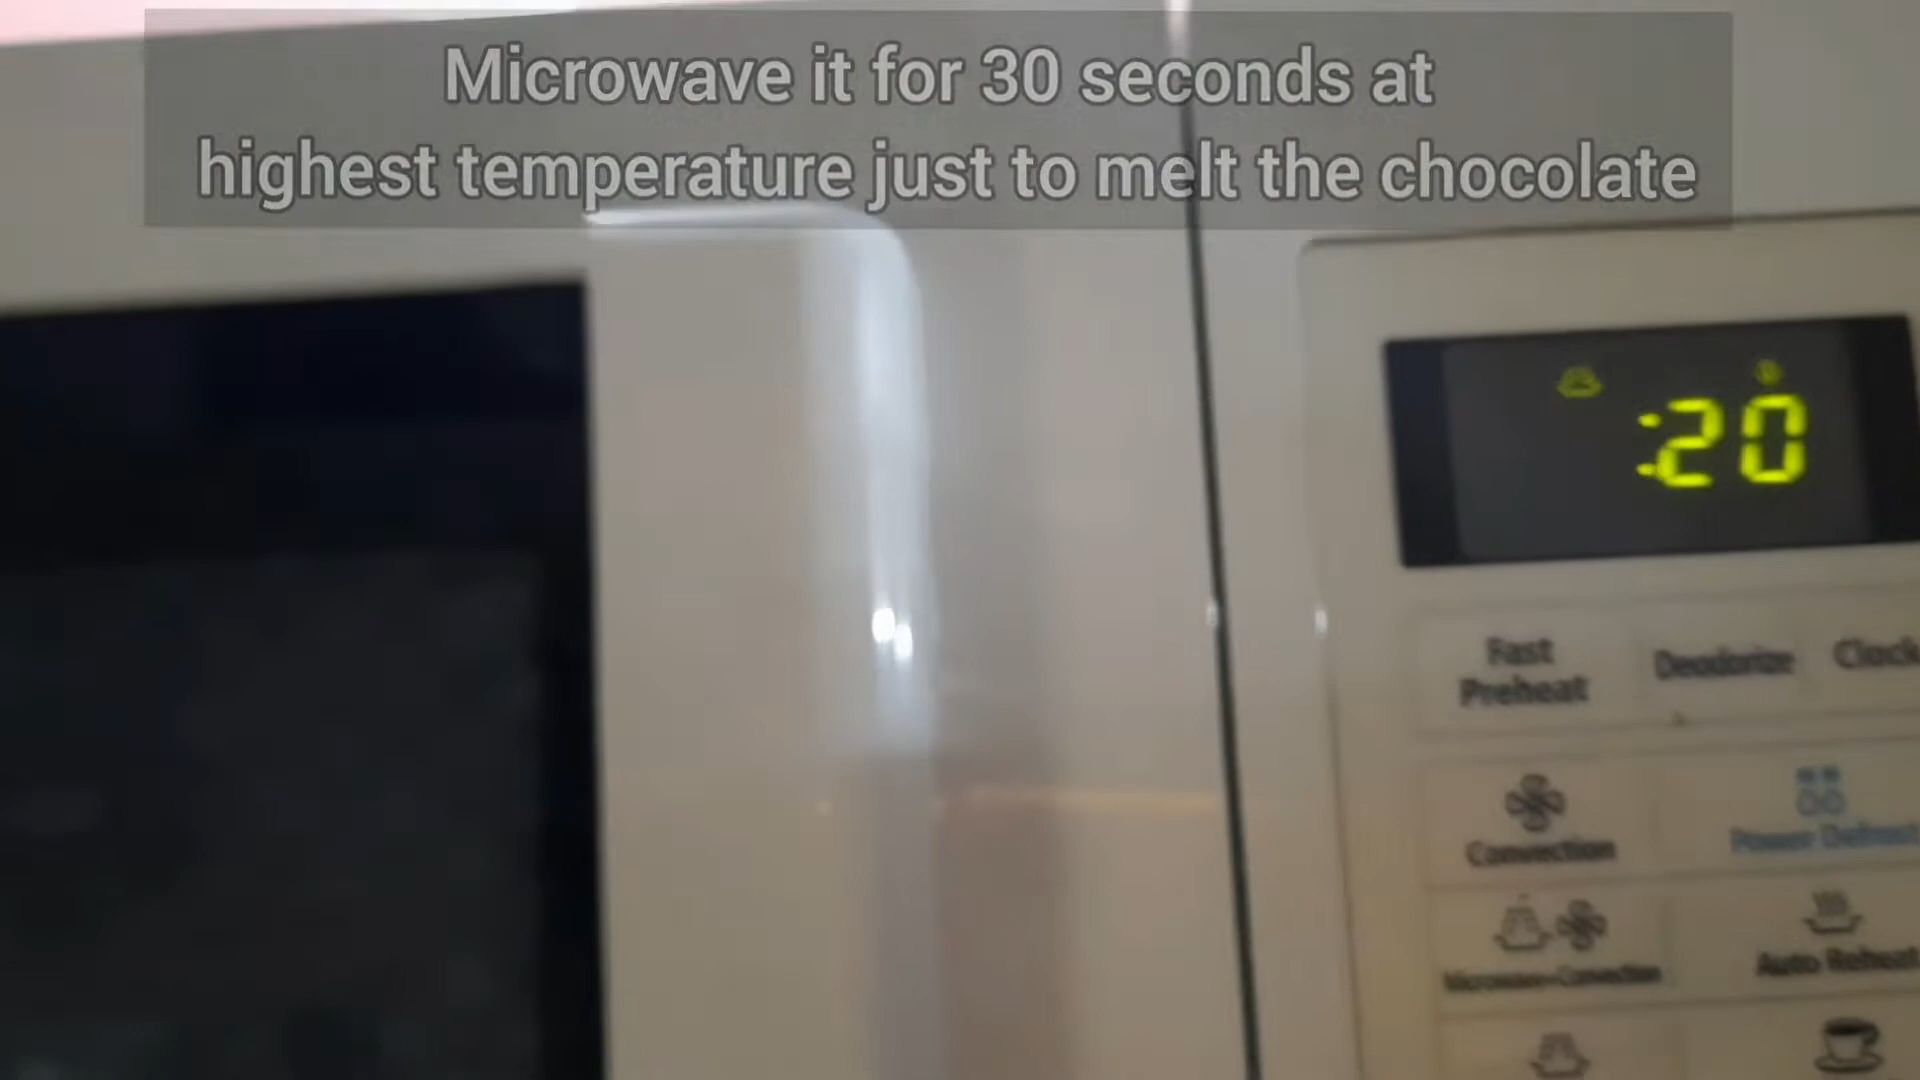 Microwave it for 30 seconds at
highest temperature just to melt the chocolate
:20
Fast
Preheat
Deodorize
Clock
Convection
Power Defrost
Microwave+Convection
Auto Reheat